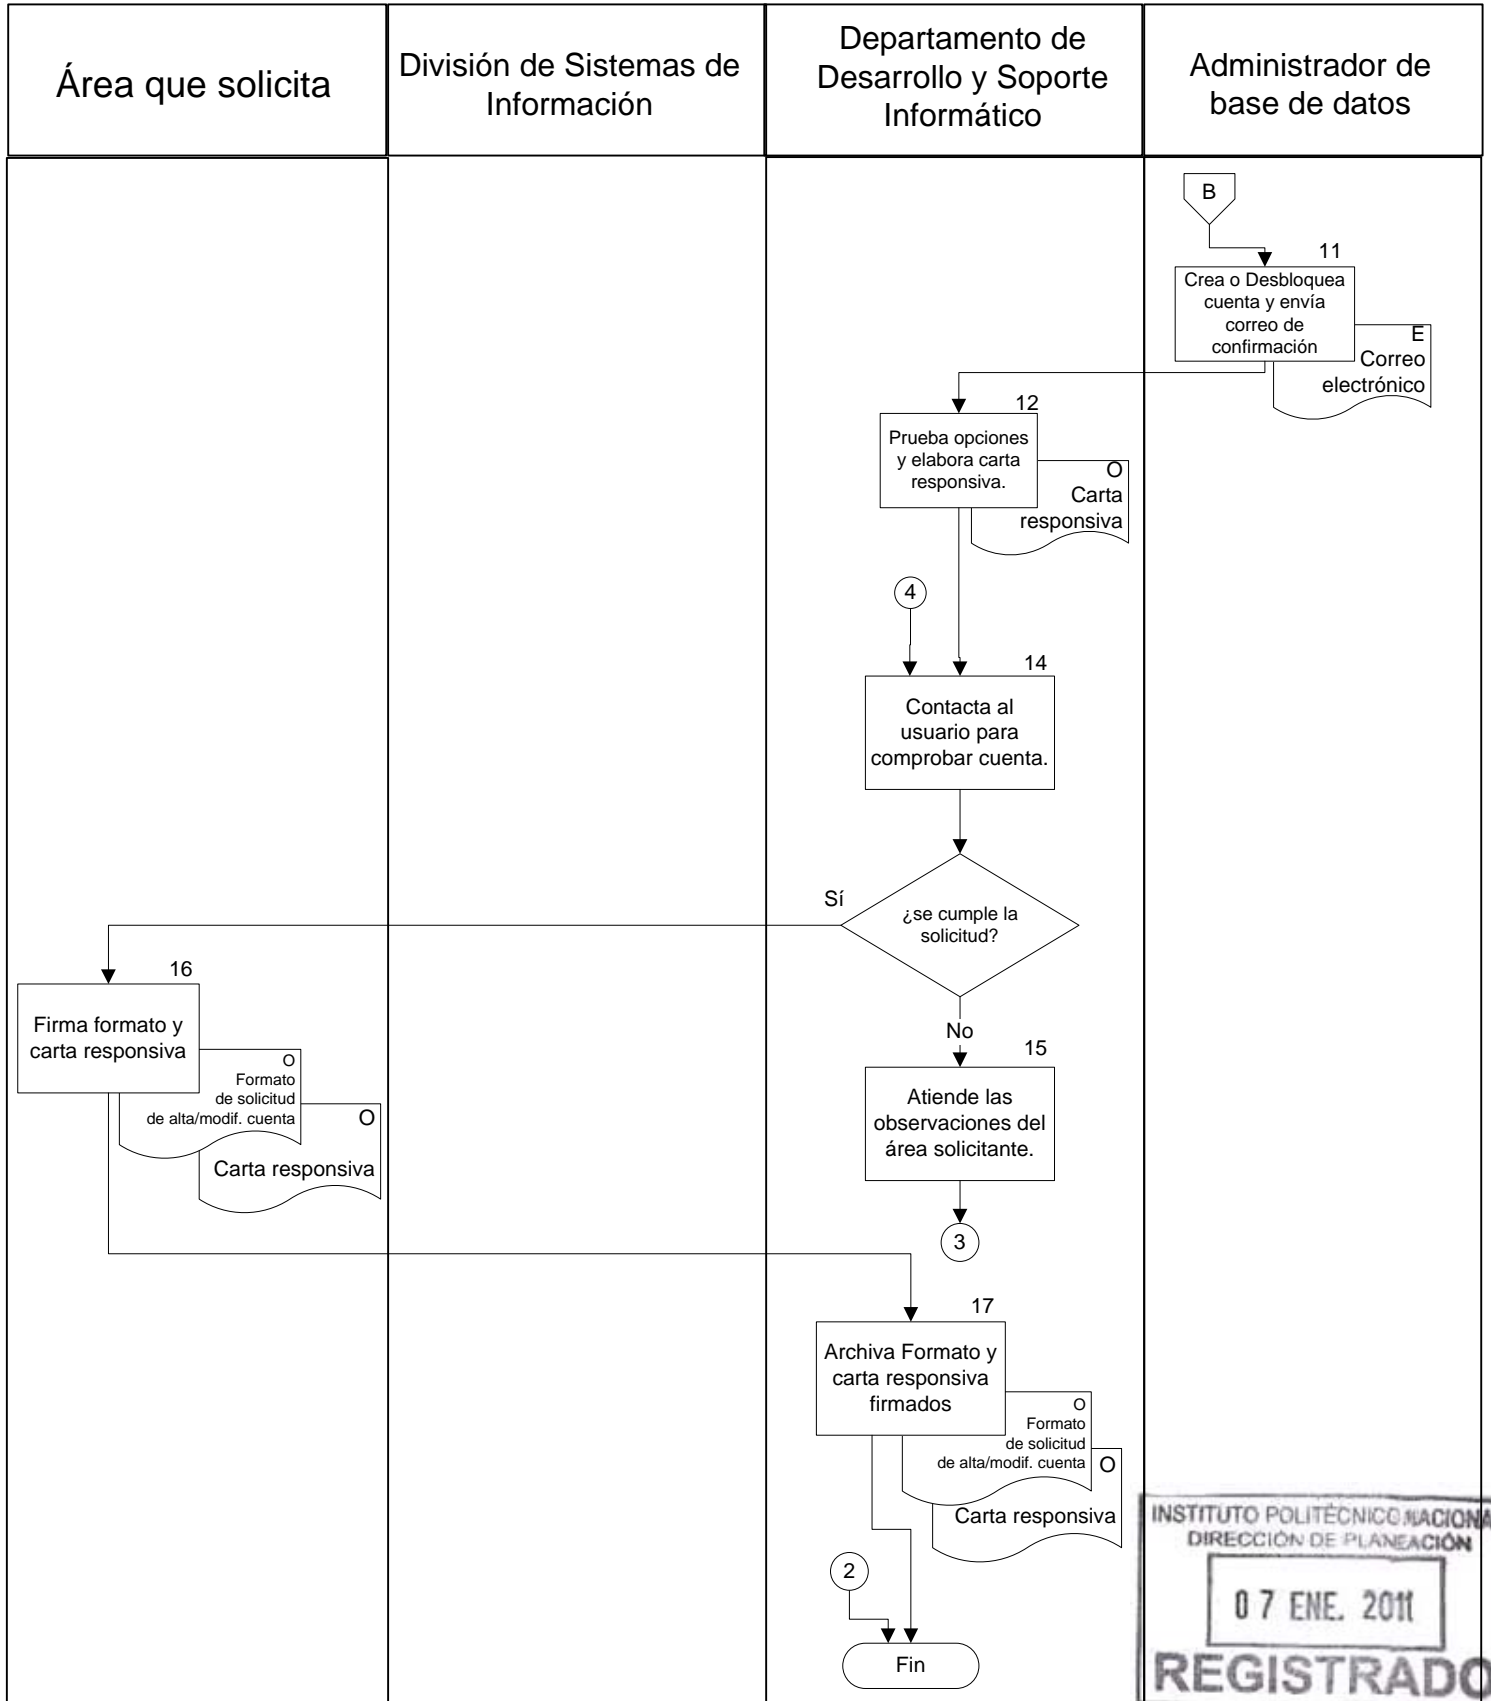 Área que solicita
División de Sistemas de
Información
Departamento de
Desarrollo y Soporte
Informático
Administrador de
base de datos
B
11
Crea o Desbloquea
cuenta y envía
correo de
confirmación
E
Correo
electrónico
12
Prueba opciones
y elabora carta
responsiva.
O
Carta
responsiva
4
14
Contacta al
usuario para
comprobar cuenta.
Sí
¿se cumple la
solicitud?
16
Firma formato y
carta responsiva
O
Formato
de solicitud
de alta/modif. cuenta
O
Carta responsiva
No
15
Atiende las
observaciones del
área solicitante.
3
17
Archiva Formato y
carta responsiva
firmados
O
Formato
de solicitud
de alta/modif. cuenta
O
Carta responsiva
2
Fin
INSTITUTO POLITÉCNICO NACIONA
DIRECCIÓN DE PLANEACIÓN
07 ENE. 2011
REGISTRADO